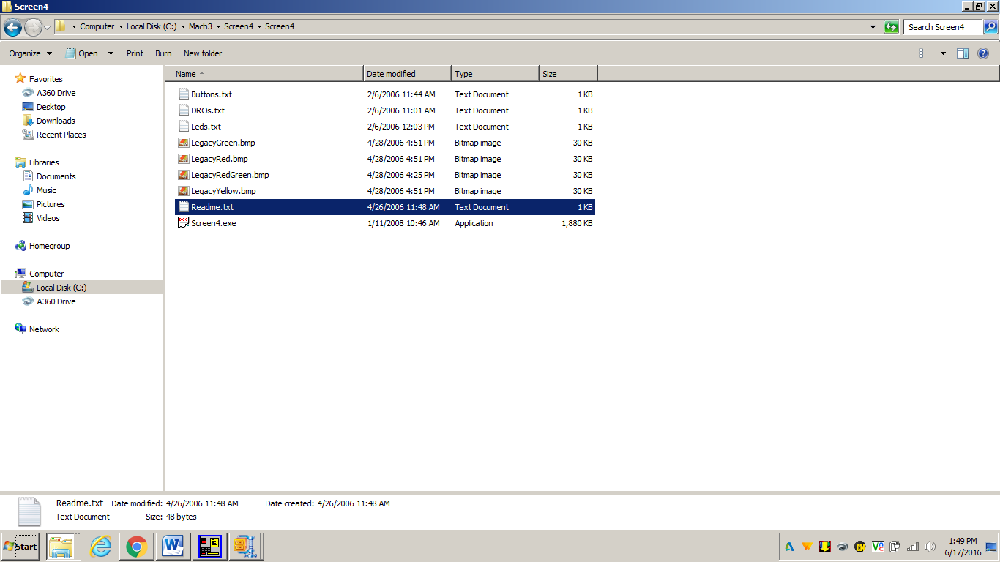 Screen4
Computer Local Disk (C:) Mach3 Screen4 Screen4
Search Screen4
Organize Open Print Burn New folder
Favorites
A360 Drive
Desktop
Downloads
Recent Places
Libraries
Documents
Music
Pictures
Videos
Homegroup
Computer
Local Disk (C:)
A360 Drive
Network
Name Date modified Type Size
Buttons.txt 2/6/2006 11:44 AM Text Document 1 KB
DROs.txt 2/6/2006 11:01 AM Text Document 1 KB
Leds.txt 2/6/2006 12:03 PM Text Document 1 KB
LegacyGreen.bmp 4/28/2006 4:51 PM Bitmap image 30 KB
LegacyRed.bmp 4/28/2006 4:51 PM Bitmap image 30 KB
LegacyRedGreen.bmp 4/28/2006 4:25 PM Bitmap image 30 KB
LegacyYellow.bmp 4/28/2006 4:51 PM Bitmap image 30 KB
Readme.txt 4/26/2006 11:48 AM Text Document 1 KB
Screen4.exe 1/11/2008 10:46 AM Application 1,880 KB
Readme.txt Date modified: 4/26/2006 11:48 AM Date created: 4/26/2006 11:48 AM
Text Document Size: 48 bytes
Start
1:49 PM
6/17/2016